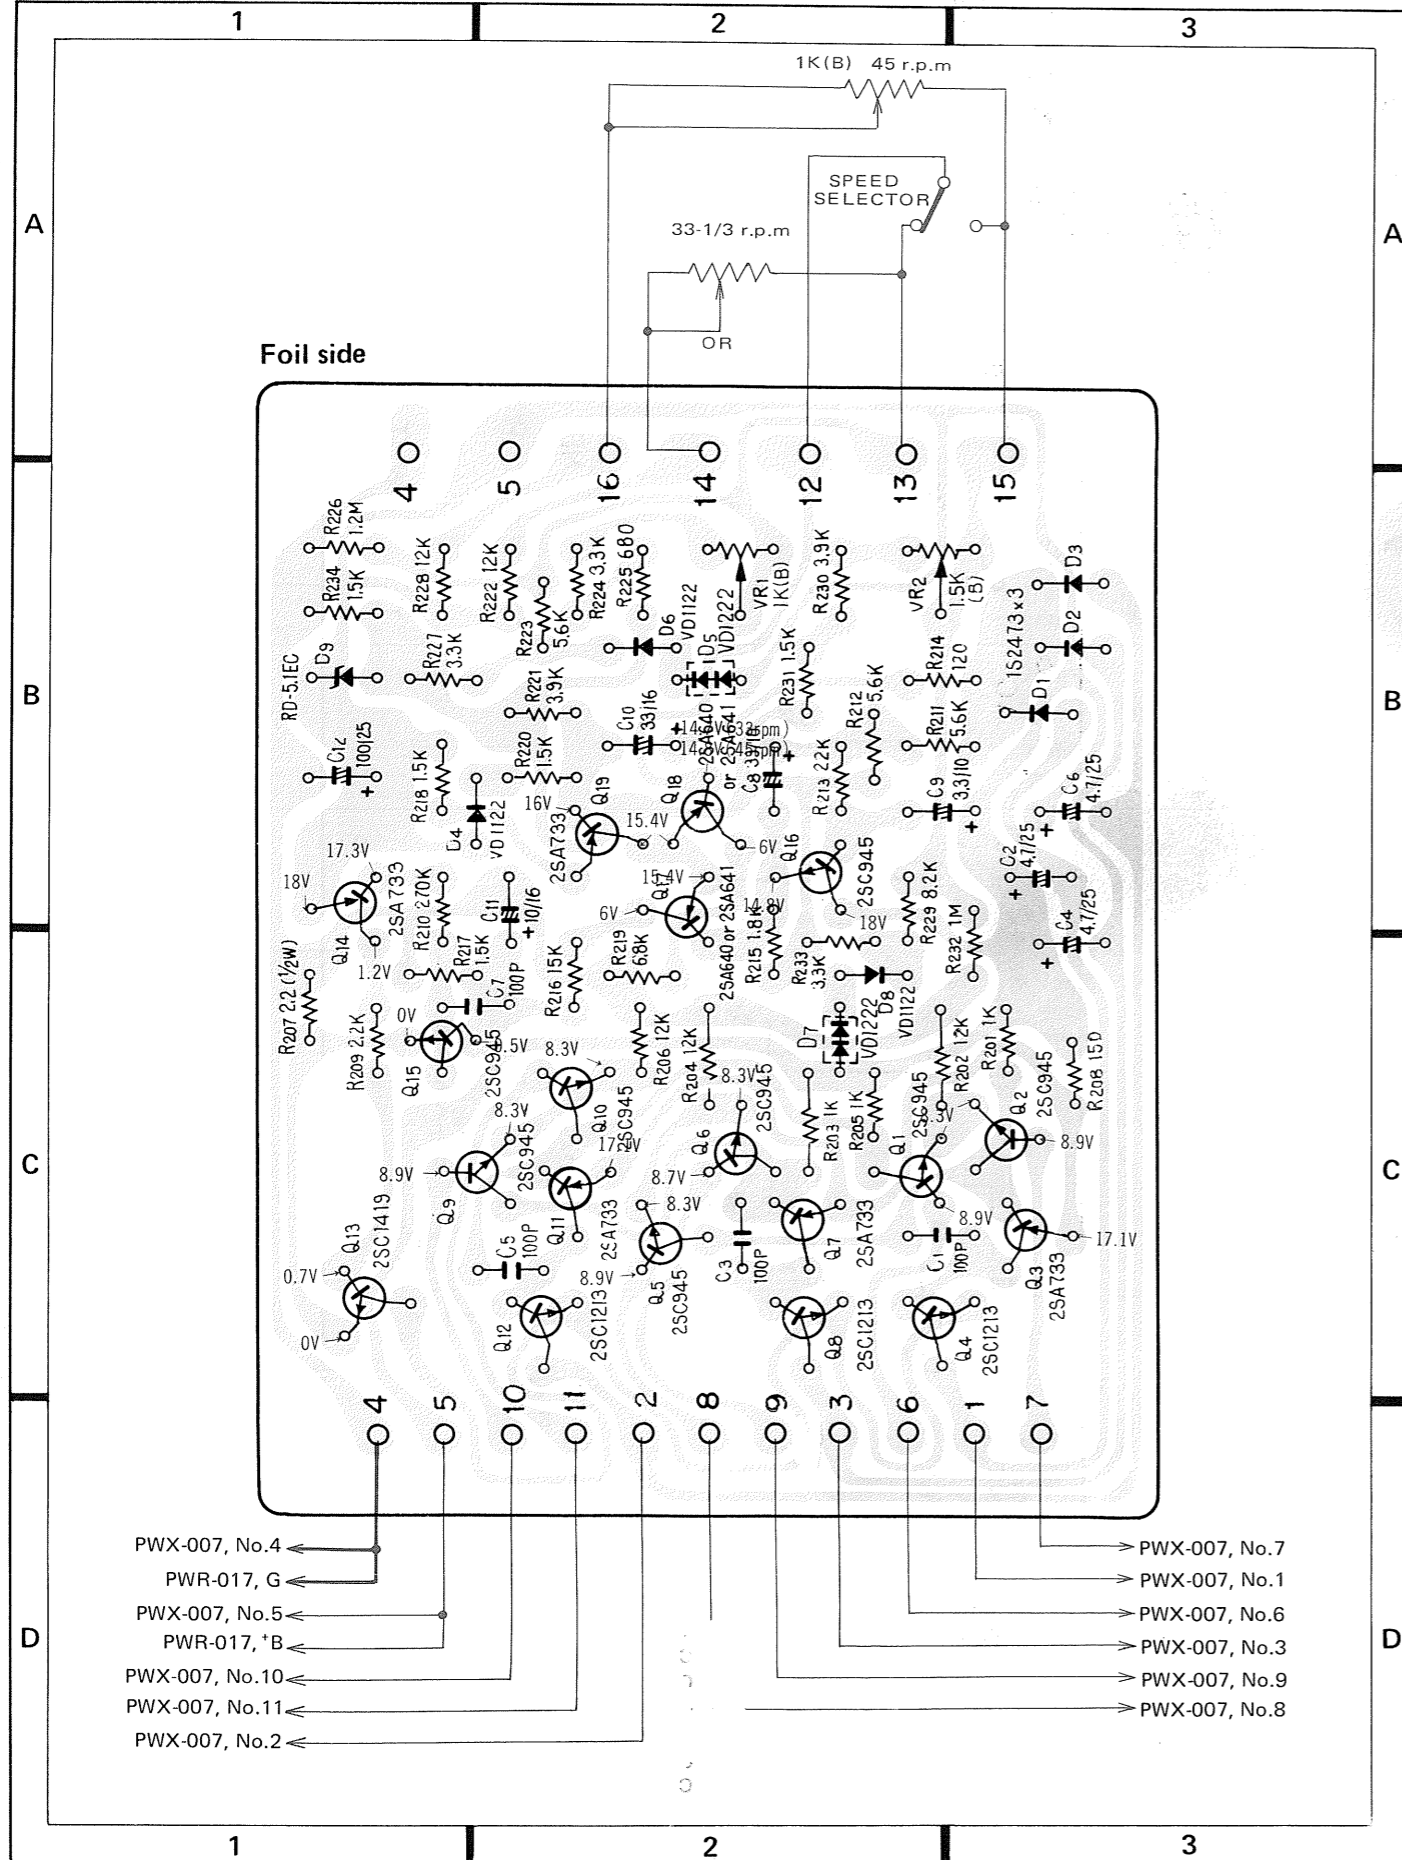 1 2 3
A A
1K(B) 45 r.p.m
SPEED
SELECTOR
33-1/3 r.p.m
OR
Foil side
4 5 16 14 12 13 15
R226
1.2M
R234
1.5K
R228 12K
R222 12K
R223
5.6K
R224 3.3K
R225 680
VR1
1K(B)
R230 3.9K
VR2
1.5K
(B)
D3
D2
1S2473x3
D1
RD-5.1EC
D9
R227
3.3K
R221
3.9K
D6
VD1122
D5
VD1222
R231 1.5K
R212
5.6K
R214
120
R211
5.6K
B B
C12
100/25
+
R218 1.5K
R220
1.5K
C10
33/16
+
2SA640
or 2SA641
C8
+
R213 22K
C9
3.3/10
+
C6
4.7/25
+
D4
VD1122
16V
Q19
2SA733
Q18
15.4V
6V
Q16
2SC945
C2
4.7/25
+
17.3V
18V
2SA733
Q14
1.2V
R210 270K
C11
+10/16
15.4V
Q17
6V
2SA640 or 2SA641
14.8V
18V
R229 8.2K
R232 1M
C4
4.7/25
+
R207 2.2 (1/2W)
R217
1.5K
C7
100P
R216 15K
R219
6.8K
R215 1.8K
R233
3.3K
D8
VD1122
R209 2.2K
0V
Q15
2SC945
R206 12K
R204 12K
D7
VD1222
R202 12K
R201 1K
R208 150
8.3V
Q10
2SC945
8.3V
2SC945
R203 1K
R205 1K
Q1
2SC945
Q2
2SC945
8.9V
C C
8.3V
2SC945
8.9V
Q9
Q11
2SA733
Q6
8.7V
8.3V
8.9V
17.1V
Q13
2SC1419
0.7V
0V
C5
100P
8.9V
Q5
2SC945
C3
100P
Q7
2SA733
C1
100P
Q3
2SA733
Q12
2SC1213
Q8
2SC1213
Q4
2SC1213
4 5 10 11 2 8 9 3 6 1 7
PWX-007, No.4
PWR-017, G
PWX-007, No.5
PWR-017, +B
PWX-007, No.10
PWX-007, No.11
PWX-007, No.2
PWX-007, No.7
PWX-007, No.1
PWX-007, No.6
PWX-007, No.3
PWX-007, No.9
PWX-007, No.8
D D
1 2 3